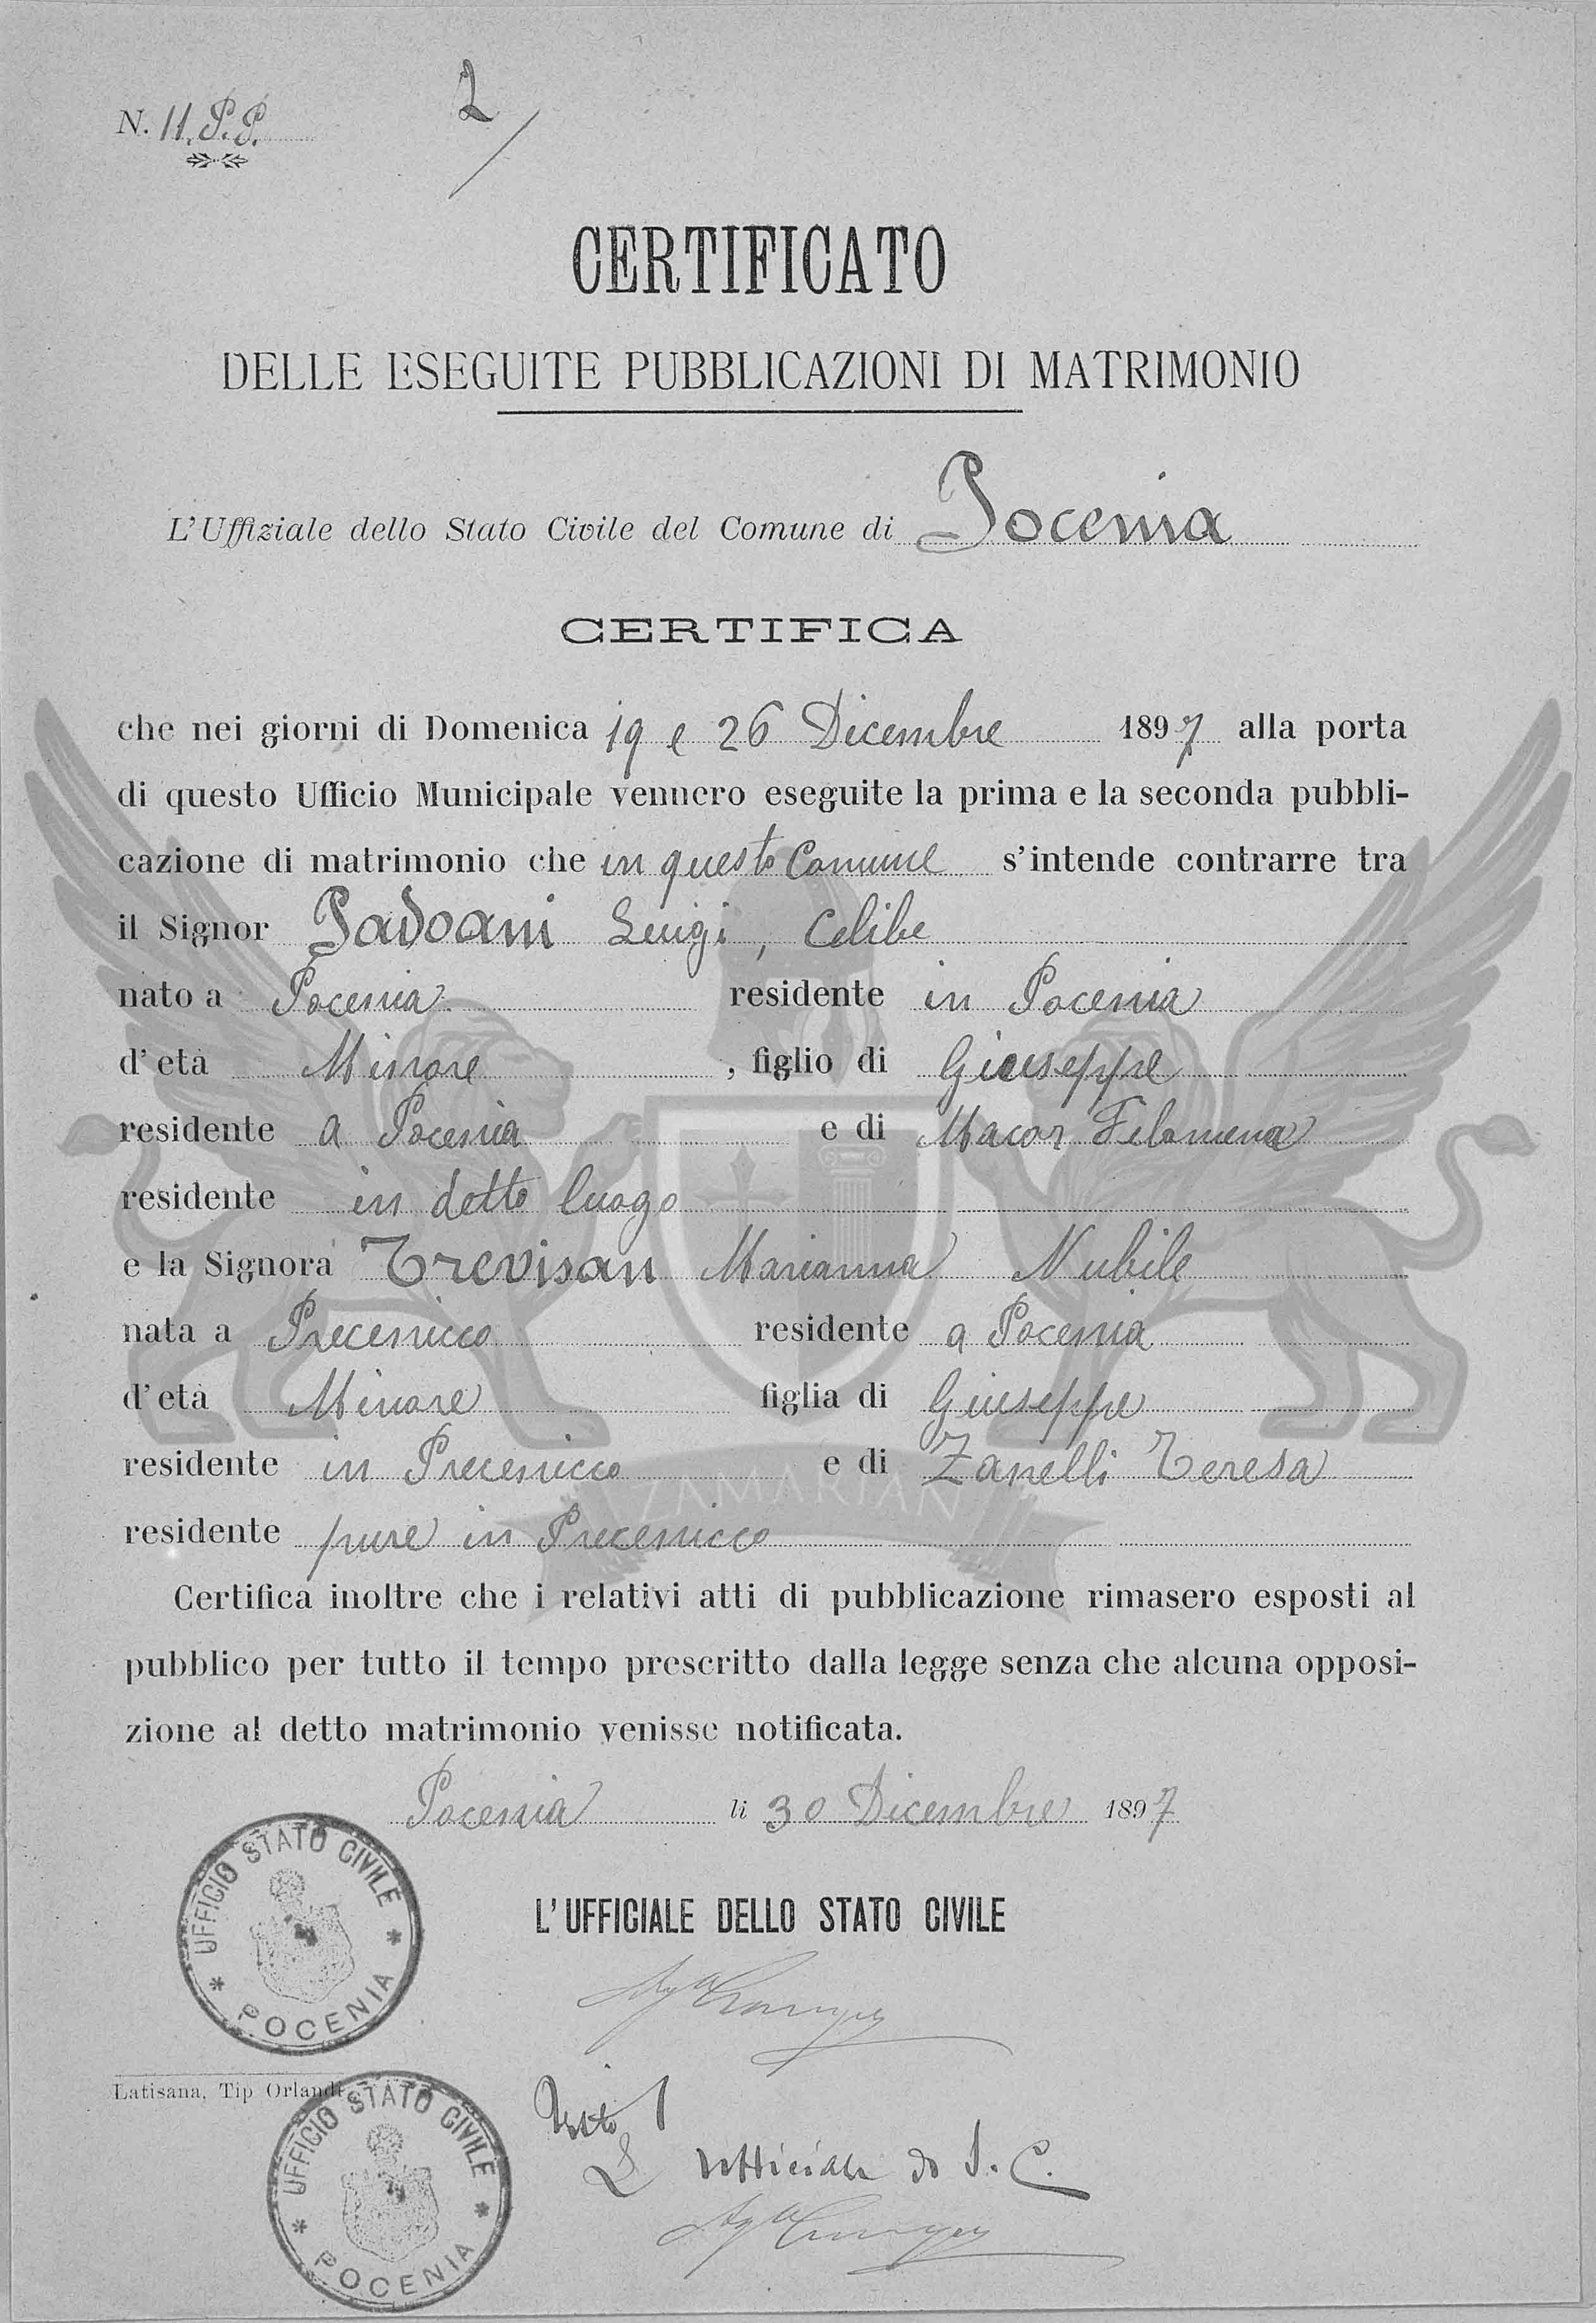 N. 11. P. P.
2
CERTIFICATO
DELLE ESEGUITE PUBBLICAZIONI DI MATRIMONIO
L'Uffiziale dello Stato Civile del Comune di Pocenia
CERTIFICA
che nei giorni di Domenica 19 e 26 Dicembre 1897 alla porta
di questo Ufficio Municipale vennero eseguite la prima e la seconda pubbli-
cazione di matrimonio che in questo Comune s'intende contrarre tra
il Signor Padoani Luigi, Celibe
nato a Pocenia residente in Pocenia
d'età Minore, figlio di Giuseppe
residente a Pocenia e di Macor Filomena
residente in detto luogo
e la Signora Trevisan Marianna Nubile
nata a Precenicco residente a Pocenia
d'età Minore figlia di Giuseppe
residente in Precenicco e di Zanelli Teresa
residente pure in Precenicco
ZAMARIAN
Certifica inoltre che i relativi atti di pubblicazione rimasero esposti al
pubblico per tutto il tempo prescritto dalla legge senza che alcuna opposi-
zione al detto matrimonio venisse notificata.
Pocenia li 30 Dicembre 1897
UFFICIO STATO CIVILE
* POCENIA *
L'UFFICIALE DELLO STATO CIVILE
Latisana, Tip Orlandi
UFFICIO STATO CIVILE
* POCENIA *
Visto
L'ufficiale di S. C.